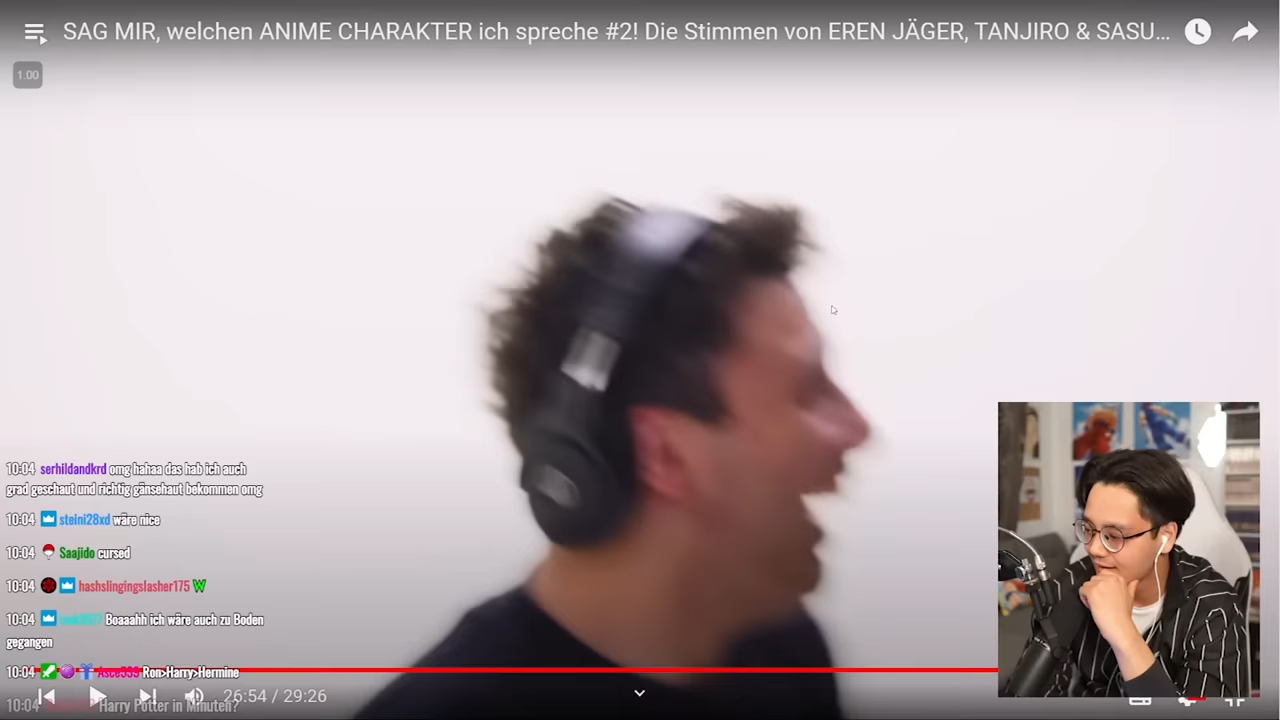 SAG MIR, welchen ANIME CHARAKTER ich spreche #2! Die Stimmen von EREN JÄGER, TANJIRO & SASU...
1.00
10:04 serhildandkrd omg hahaa das hab ich auch
grad geschaut und richtig gänsehaut bekommen omg
10:04 steini28xd wäre nice
10:04 Saajido cursed
10:04 hashslingingslasher175 W
10:04 Boaaahh ich wäre auch zu Boden
gegangen
10:04 Asce539 Ron>Harry>Hermine
26:54 / 29:26
10:04 Harry Potter in Minuten?